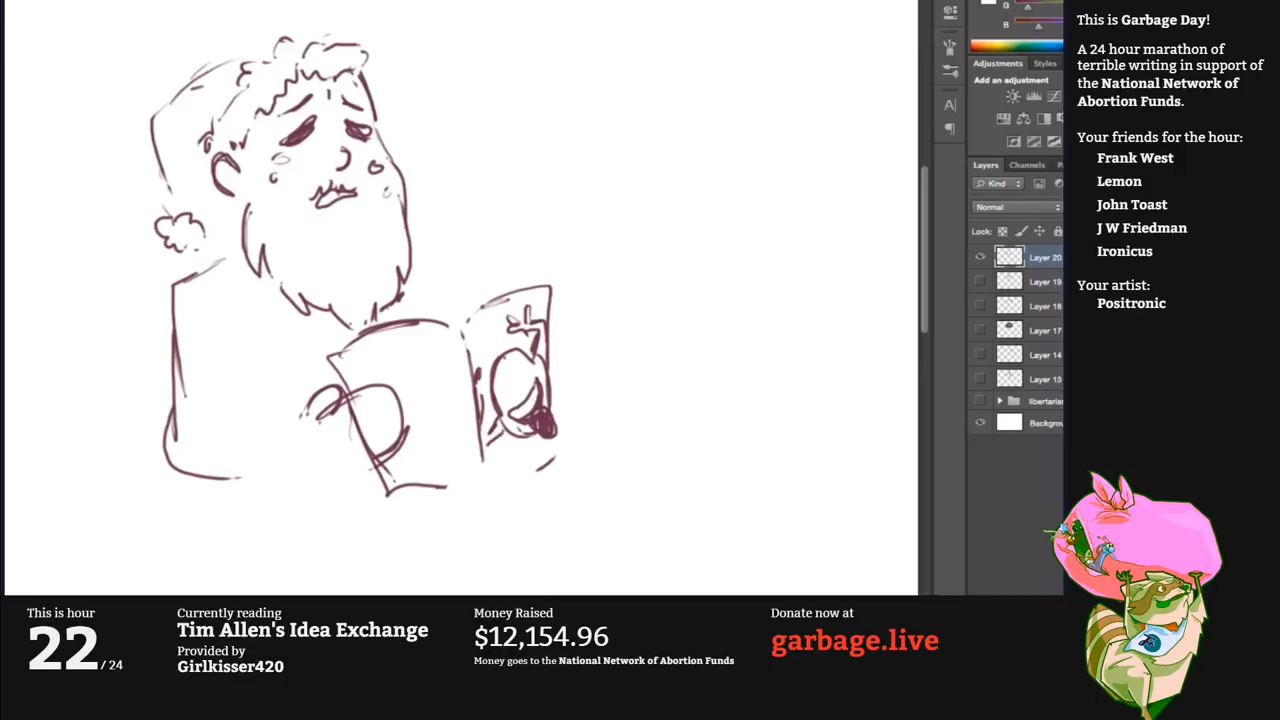 G
B
Adjustments Styles
Add an adjustment
A
Layers Channels
Kind
Normal
Lock:
Layer 20
Layer 19
Layer 18
Layer 17
Layer 14
Layer 13
libertaria
Backgrou
This is Garbage Day!
A 24 hour marathon of
terrible writing in support of
the National Network of
Abortion Funds.
Your friends for the hour:
Frank West
Lemon
John Toast
J W Friedman
Ironicus
Your artist:
Positronic
This is hour
22 / 24
Currently reading
Tim Allen's Idea Exchange
Provided by
Girlkisser420
Money Raised
$12,154.96
Money goes to the National Network of Abortion Funds
Donate now at
garbage.live